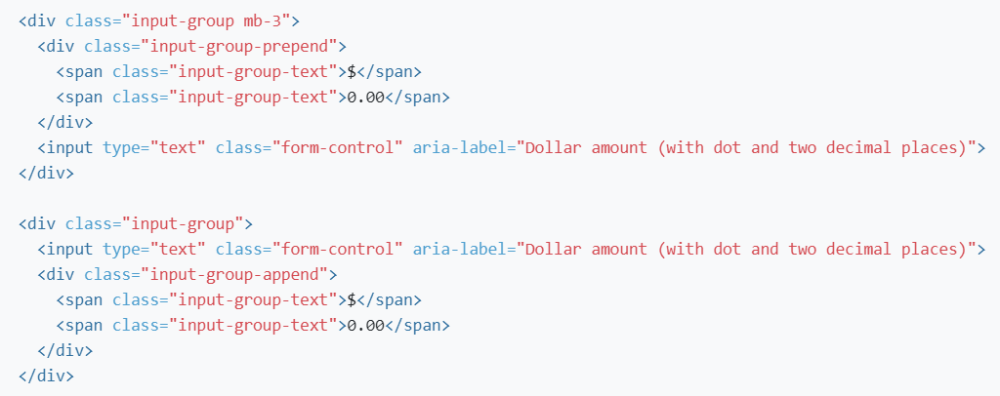 <div class="input-group mb-3">
  <div class="input-group-prepend">
    <span class="input-group-text">$</span>
    <span class="input-group-text">0.00</span>
  </div>
  <input type="text" class="form-control" aria-label="Dollar amount (with dot and two decimal places)">
</div>

<div class="input-group">
  <input type="text" class="form-control" aria-label="Dollar amount (with dot and two decimal places)">
  <div class="input-group-append">
    <span class="input-group-text">$</span>
    <span class="input-group-text">0.00</span>
  </div>
</div>